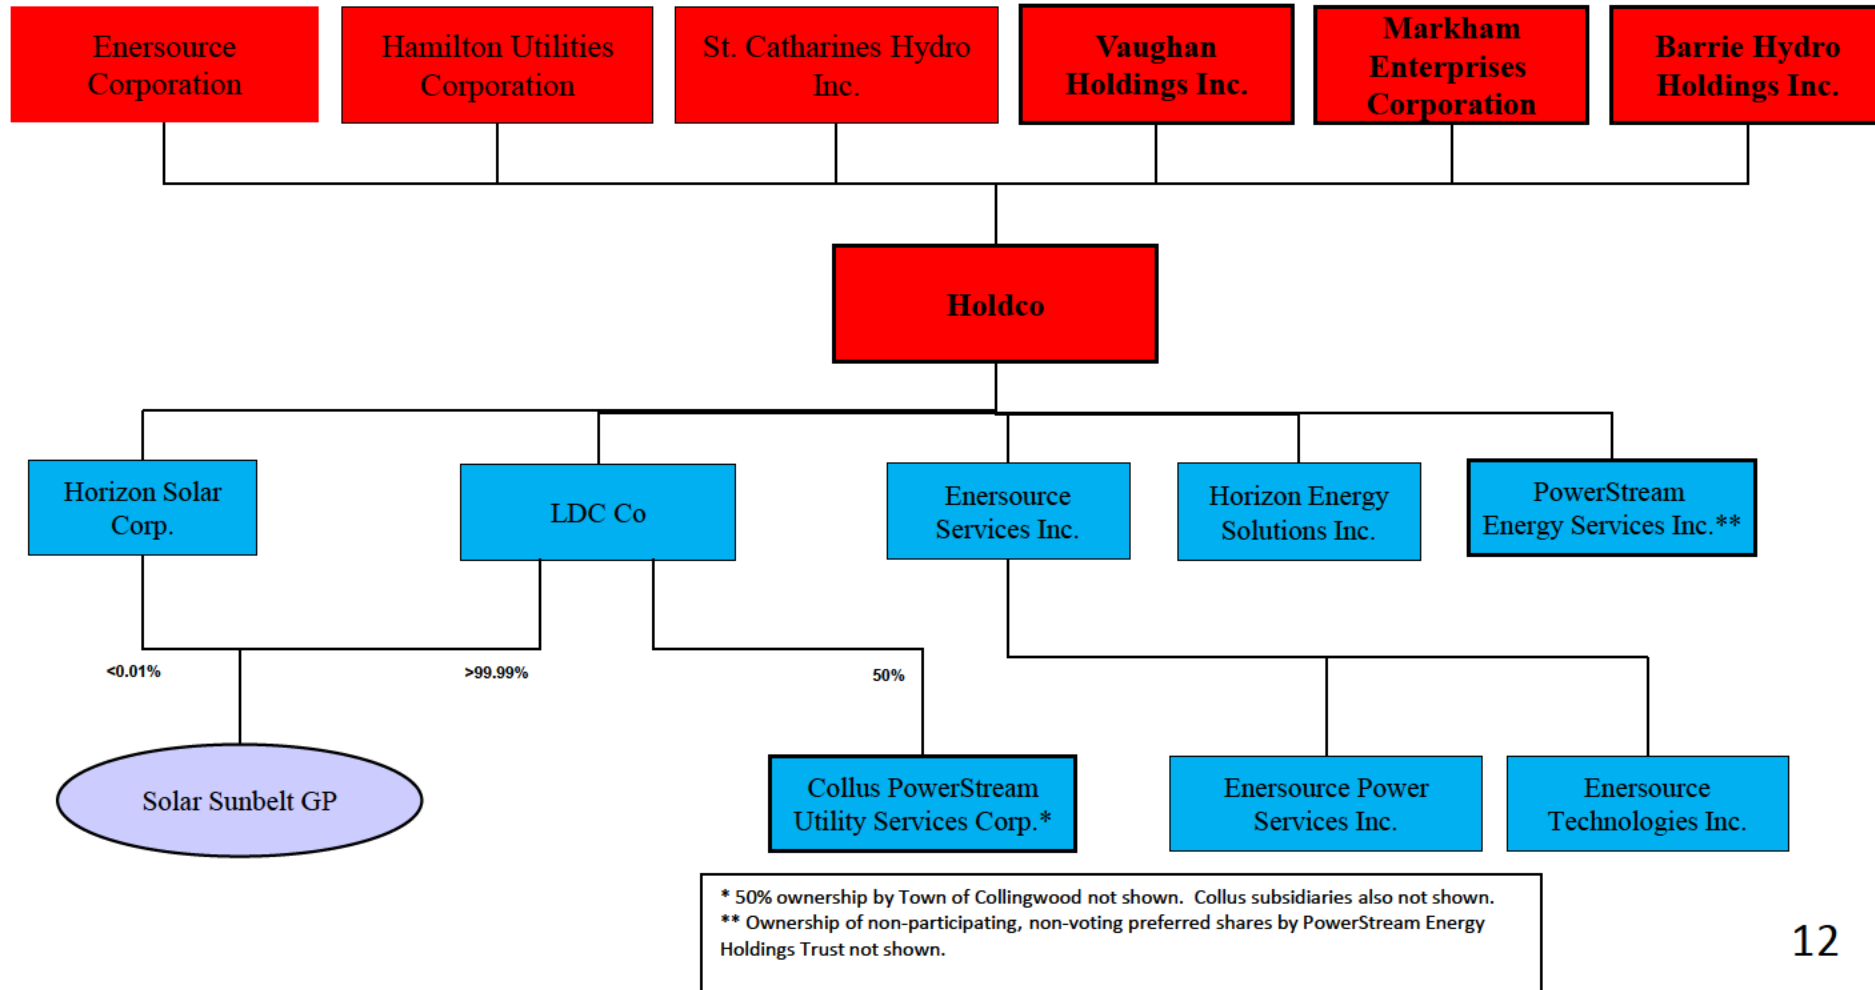 Enersource
Corporation
Hamilton Utilities
Corporation
St. Catharines Hydro
Inc.
Vaughan
Holdings Inc.
Markham
Enterprises
Corporation
Barrie Hydro
Holdings Inc.
Holdco
Horizon Solar
Corp.
LDC Co
Enersource
Services Inc.
Horizon Energy
Solutions Inc.
PowerStream
Energy Services Inc.**
<0.01%
>99.99%
50%
Solar Sunbelt GP
Collus PowerStream
Utility Services Corp.*
Enersource Power
Services Inc.
Enersource
Technologies Inc.
* 50% ownership by Town of Collingwood not shown. Collus subsidiaries also not shown.
** Ownership of non-participating, non-voting preferred shares by PowerStream Energy
Holdings Trust not shown.
12